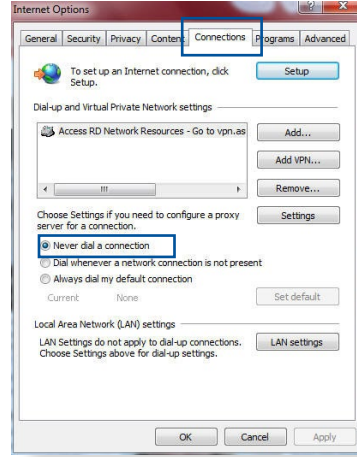 Internet Options
General Security Privacy Content Connections Programs Advanced
To set up an Internet connection, click
Setup.
Setup
Dial-up and Virtual Private Network settings
Access RD Network Resources - Go to vpn.as
Add...
Add VPN...
Remove...
Choose Settings if you need to configure a proxy
server for a connection.
Settings
Never dial a connection
Dial whenever a network connection is not present
Always dial my default connection
Current None
Set default
Local Area Network (LAN) settings
LAN Settings do not apply to dial-up connections.
Choose Settings above for dial-up settings.
LAN settings
OK Cancel Apply